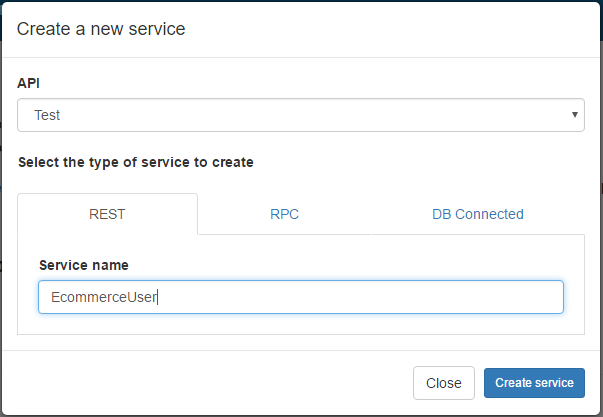 Create a new service
API
Test
Select the type of service to create
REST RPC DB Connected
Service name
EcommerceUser
Close Create service